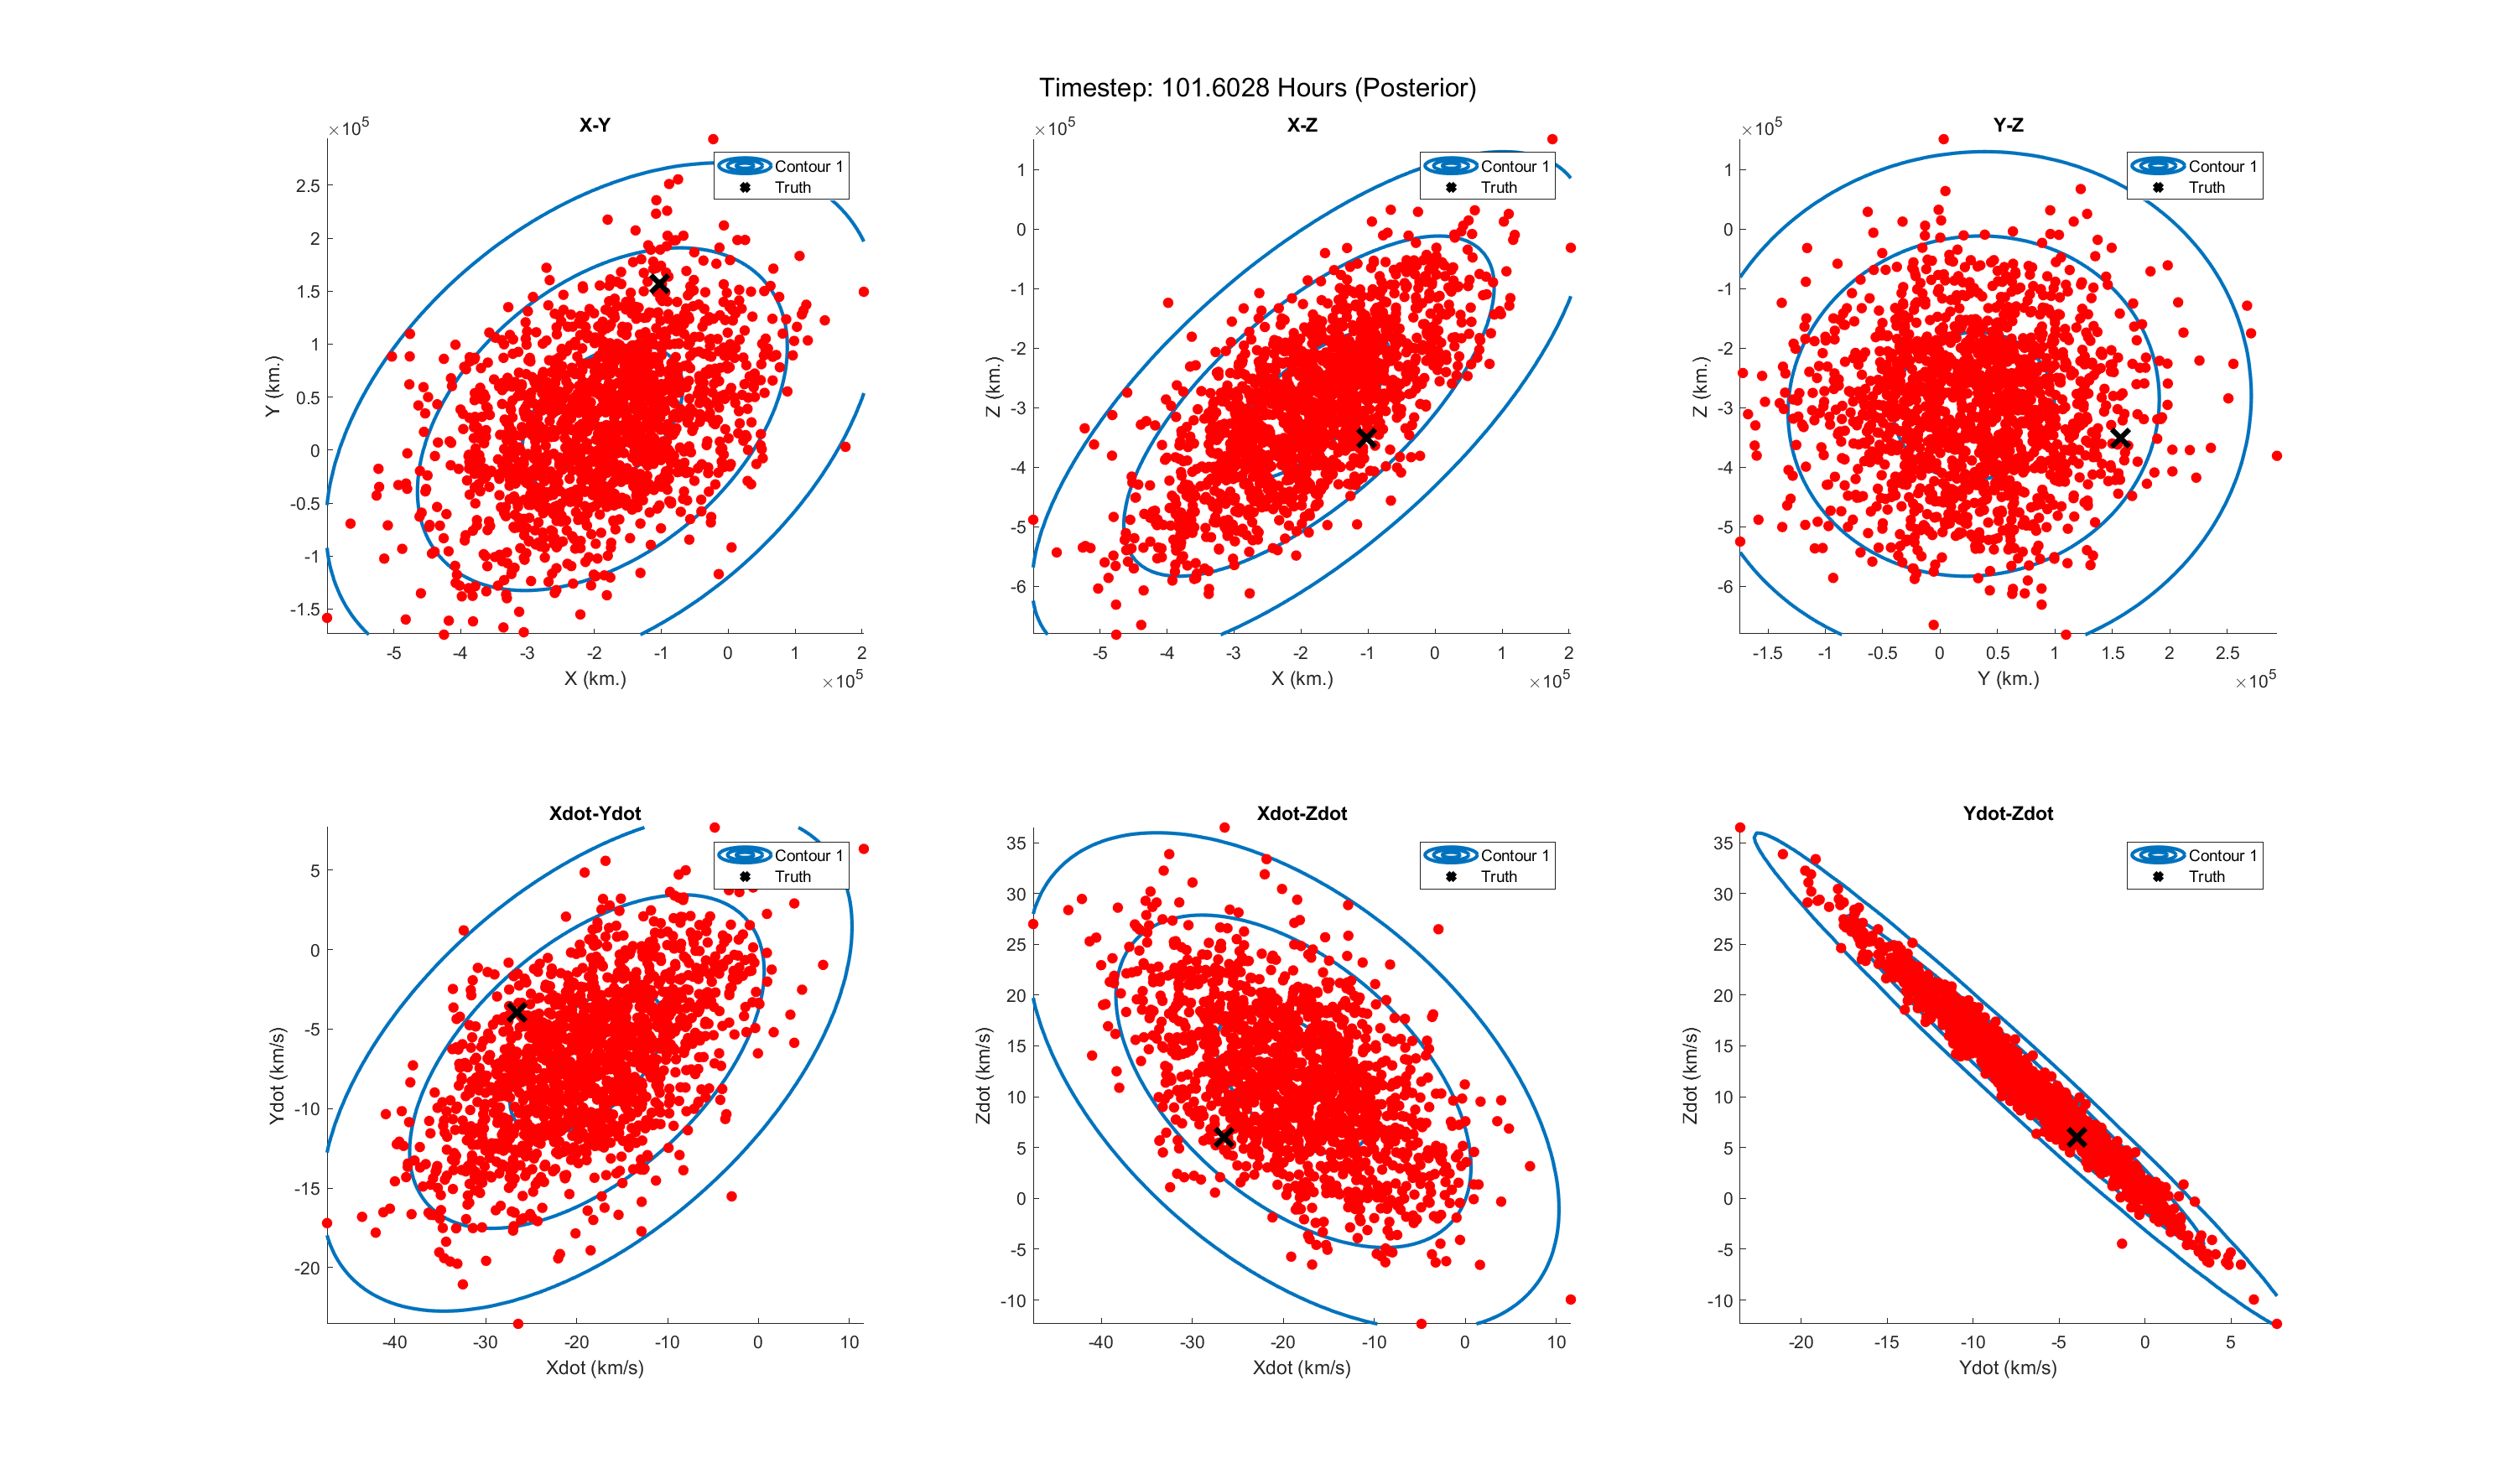 Timestep: 101.6028 Hours (Posterior)
X-Y
×10^5
2.5
2
1.5
1
0.5
0
-0.5
-1
-1.5
Y (km.)
-5 -4 -3 -2 -1 0 1 2
X (km.)
×10^5
Contour 1
Truth
X-Z
×10^5
1
0
-1
-2
-3
-4
-5
-6
Z (km.)
-5 -4 -3 -2 -1 0 1 2
X (km.)
×10^5
Contour 1
Truth
Y-Z
×10^5
1
0
-1
-2
-3
-4
-5
-6
Z (km.)
-1.5 -1 -0.5 0 0.5 1 1.5 2 2.5
Y (km.)
×10^5
Contour 1
Truth
Xdot-Ydot
5
0
-5
-10
-15
-20
Ydot (km/s)
-40 -30 -20 -10 0 10
Xdot (km/s)
Contour 1
Truth
Xdot-Zdot
35
30
25
20
15
10
5
0
-5
-10
Zdot (km/s)
-40 -30 -20 -10 0 10
Xdot (km/s)
Contour 1
Truth
Ydot-Zdot
35
30
25
20
15
10
5
0
-5
-10
Zdot (km/s)
-20 -15 -10 -5 0 5
Ydot (km/s)
Contour 1
Truth